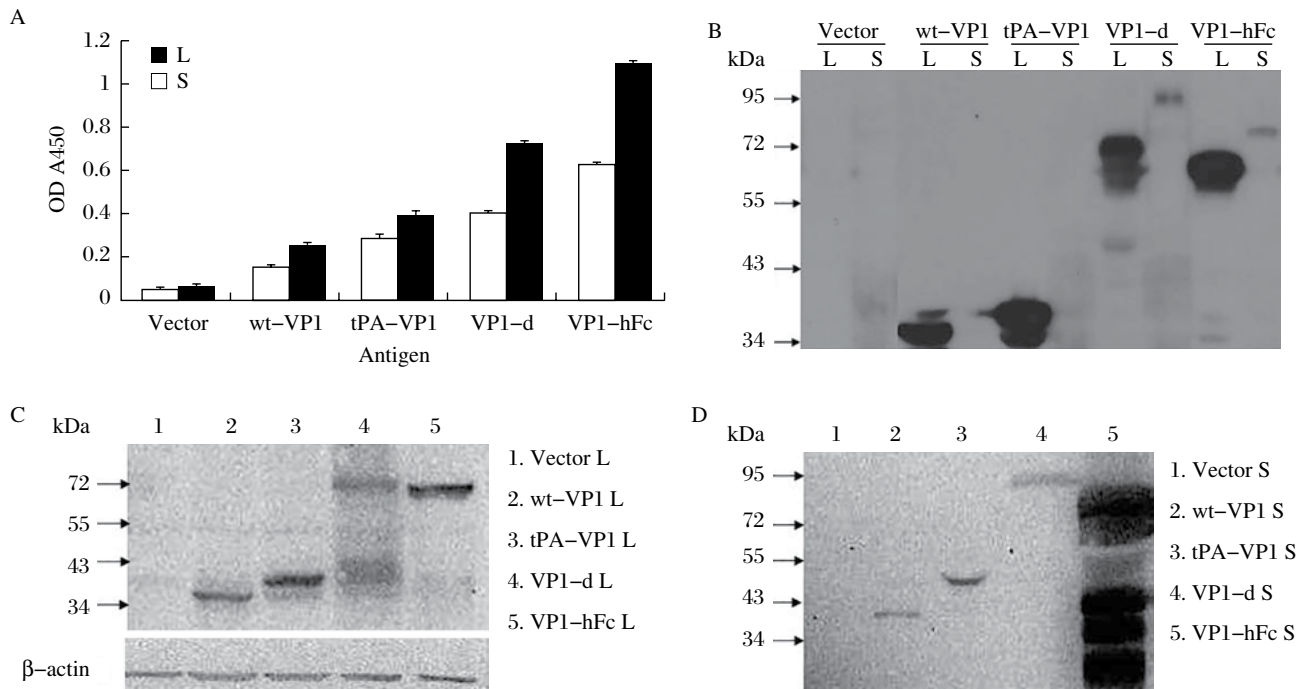 A
1.2
1
0.8
0.6
0.4
0.2
0
OD A450
L
S
Vector wt-VP1 tPA-VP1 VP1-d VP1-hFc
Antigen
B
Vector wt-VP1 tPA-VP1 VP1-d VP1-hFc
kDa L S L S L S L S L S
95
72
55
43
34
C
kDa 1 2 3 4 5
72
55
43
34
β-actin
1. Vector L
2. wt-VP1 L
3. tPA-VP1 L
4. VP1-d L
5. VP1-hFc L
D
kDa 1 2 3 4 5
95
72
55
43
34
1. Vector S
2. wt-VP1 S
3. tPA-VP1 S
4. VP1-d S
5. VP1-hFc S